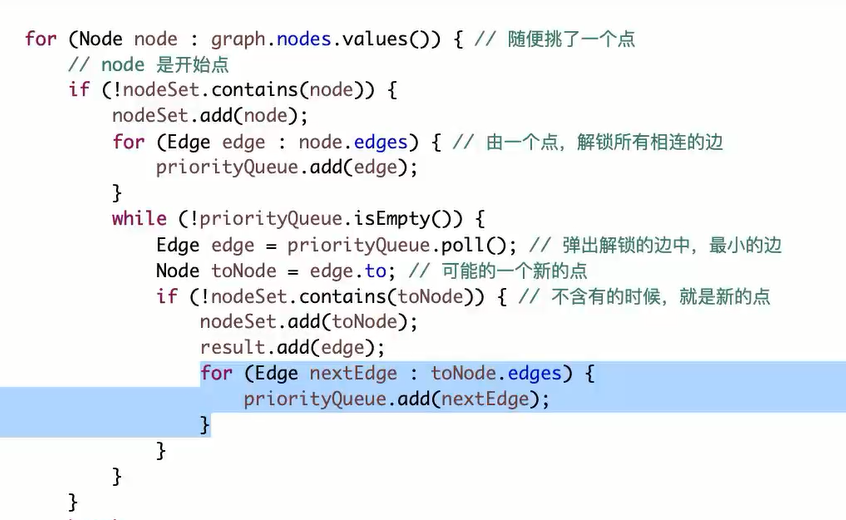 for (Node node : graph.nodes.values()) { // 随便挑了一个点
// node 是开始点
if (!nodeSet.contains(node)) {
nodeSet.add(node);
for (Edge edge : node.edges) { // 由一个点，解锁所有相连的边
priorityQueue.add(edge);
}
while (!priorityQueue.isEmpty()) {
Edge edge = priorityQueue.poll(); // 弹出解锁的边中，最小的边
Node toNode = edge.to; // 可能的一个新的点
if (!nodeSet.contains(toNode)) { // 不含有的时候，就是新的点
nodeSet.add(toNode);
result.add(edge);
for (Edge nextEdge : toNode.edges) {
priorityQueue.add(nextEdge);
}
}
}
}